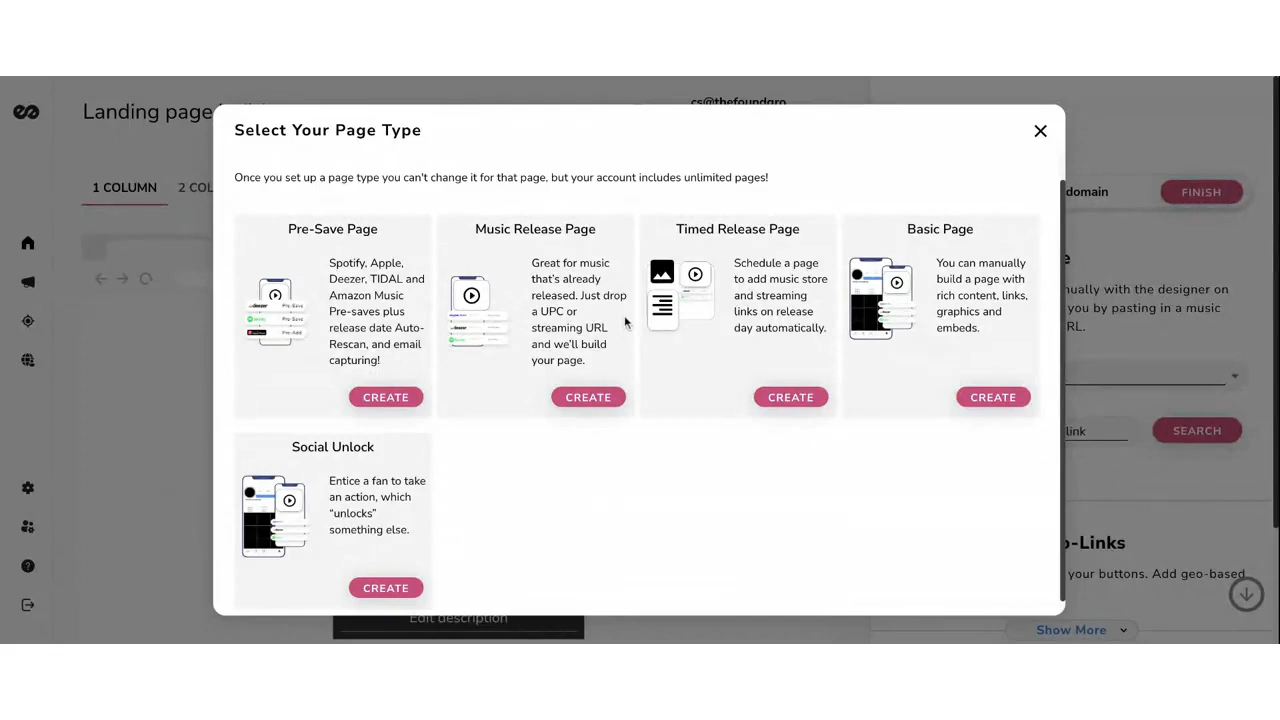 Landing page
cs@thefoundgro
Select Your Page Type
1 COLUMN
2 COL
Once you set up a page type you can't change it for that page, but your account includes unlimited pages!
domain
FINISH
Pre-Save Page
Spotify, Apple,
Deezer, TIDAL and
Amazon Music
Pre-saves plus
release date Auto-
Rescan, and email
capturing!
CREATE
Music Release Page
Great for music
that's already
released. Just drop
a UPC or
streaming URL
and we'll build
your page.
CREATE
Timed Release Page
Schedule a page
to add music store
and streaming
links on release
day automatically.
CREATE
Basic Page
You can manually
build a page with
rich content, links,
graphics and
embeds.
CREATE
Social Unlock
Entice a fan to take
an action, which
“unlocks”
something else.
CREATE
nually with the designer on
you by pasting in a music
RL.
link
SEARCH
o-Links
your buttons. Add geo-based
Show More
Edit description